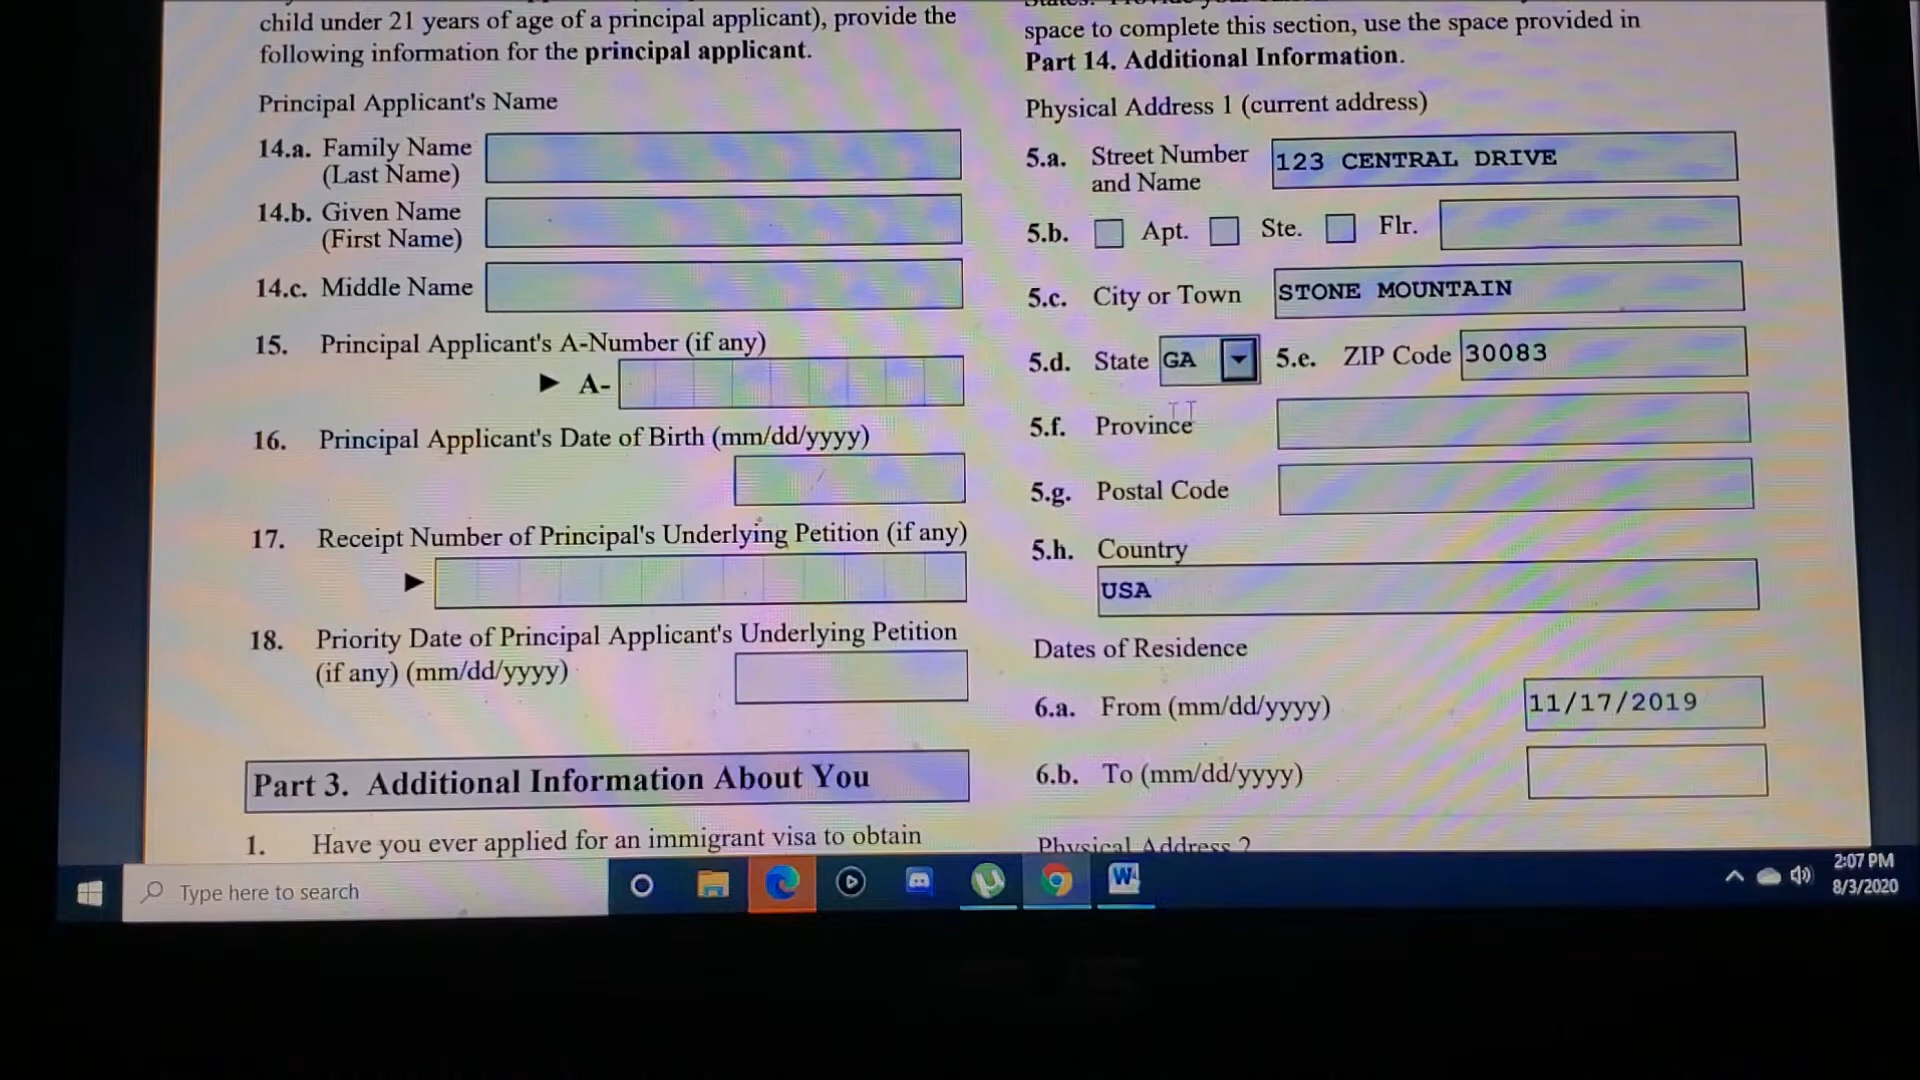 child under 21 years of age of a principal applicant), provide the
following information for the principal applicant.
Principal Applicant's Name
14.a. Family Name
(Last Name)
14.b. Given Name
(First Name)
14.c. Middle Name
15. Principal Applicant's A-Number (if any)
► A-
16. Principal Applicant's Date of Birth (mm/dd/yyyy)
17. Receipt Number of Principal's Underlying Petition (if any)
►
18. Priority Date of Principal Applicant's Underlying Petition
(if any) (mm/dd/yyyy)
Part 3. Additional Information About You
1. Have you ever applied for an immigrant visa to obtain
space to complete this section, use the space provided in
Part 14. Additional Information.
Physical Address 1 (current address)
5.a. Street Number
and Name
123 CENTRAL DRIVE
5.b. Apt. Ste. Flr.
5.c. City or Town STONE MOUNTAIN
5.d. State GA 5.e. ZIP Code 30083
5.f. Province
5.g. Postal Code
5.h. Country
USA
Dates of Residence
6.a. From (mm/dd/yyyy) 11/17/2019
6.b. To (mm/dd/yyyy)
Physical Address 2
Type here to search
2:07 PM
8/3/2020